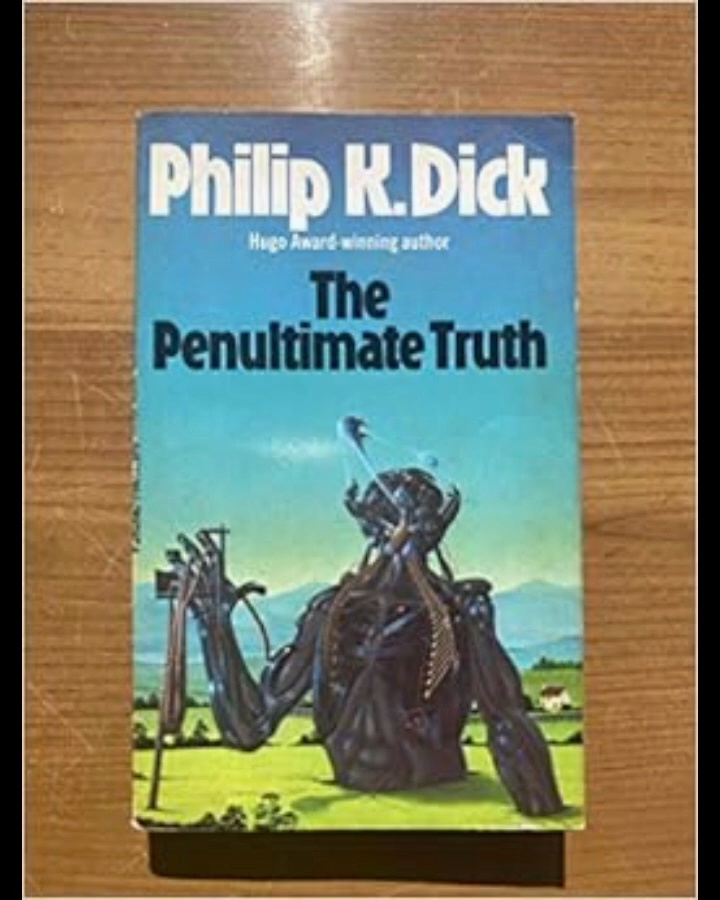 Philip K. Dick
Hugo Award-winning author
The
Penultimate Truth